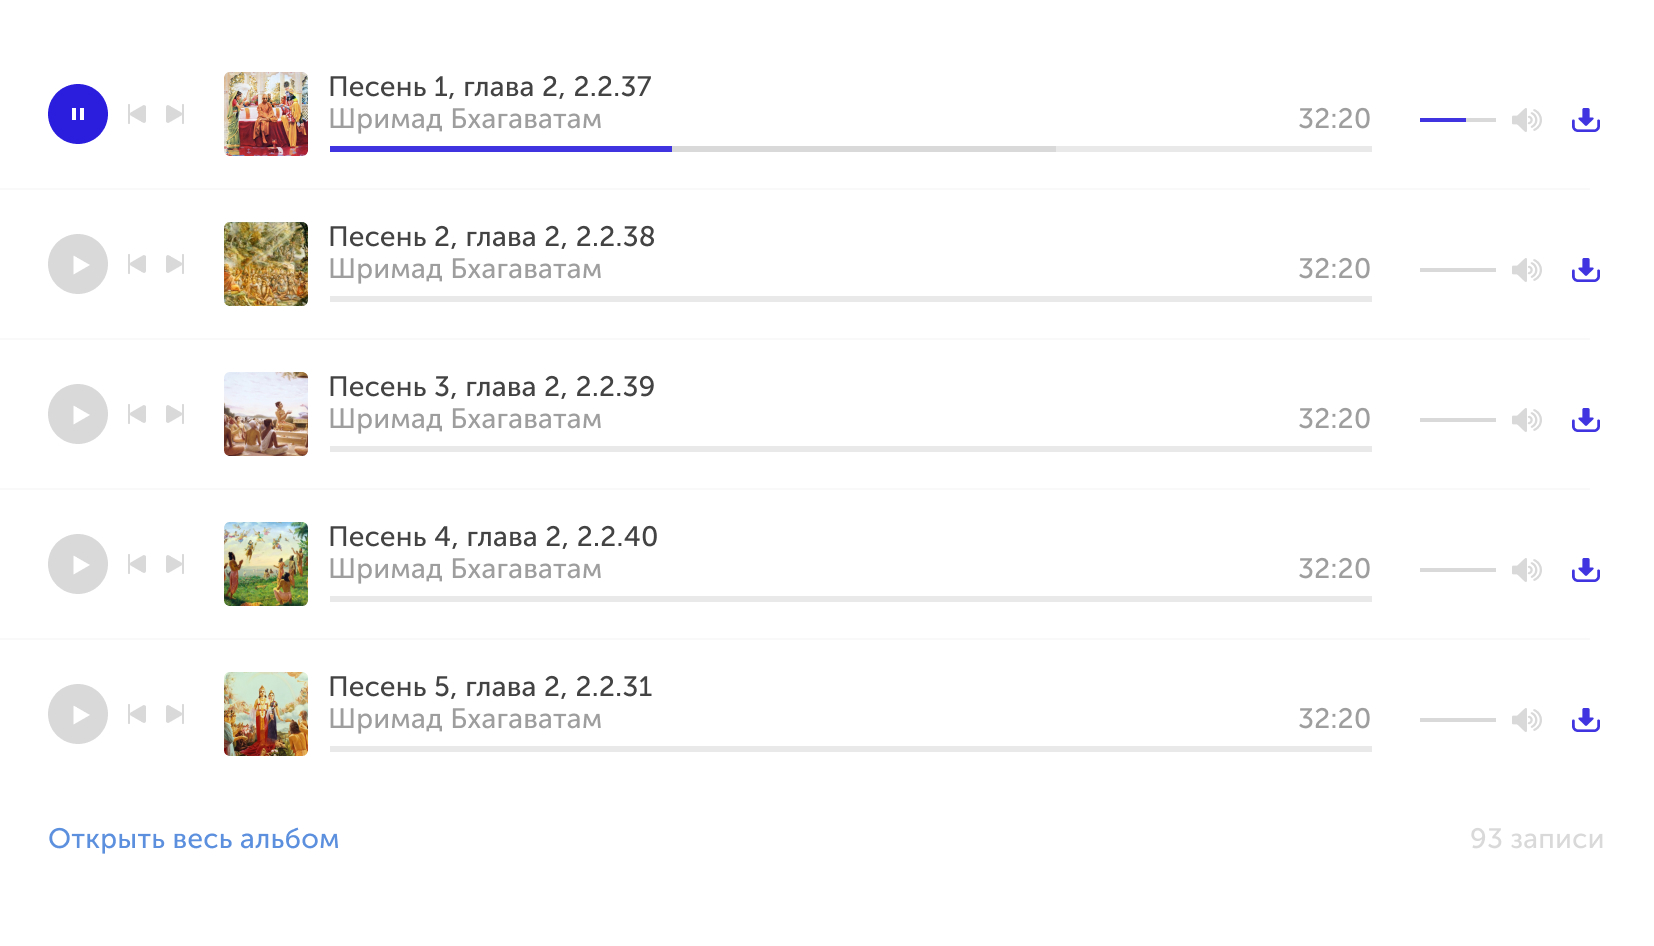 Песень 1, глава 2, 2.2.37
Шримад Бхагаватам 32:20
Песень 2, глава 2, 2.2.38
Шримад Бхагаватам 32:20
Песень 3, глава 2, 2.2.39
Шримад Бхагаватам 32:20
Песень 4, глава 2, 2.2.40
Шримад Бхагаватам 32:20
Песень 5, глава 2, 2.2.31
Шримад Бхагаватам 32:20
Открыть весь альбом 93 записи